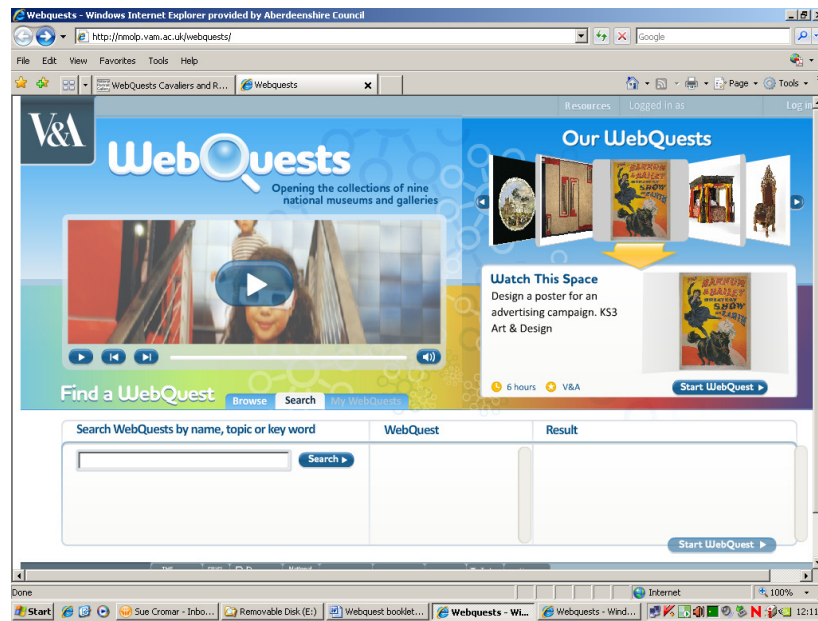 Webquests - Windows Internet Explorer provided by Aberdeenshire Council
http://nmolp.vam.ac.uk/webquests/
Google
File Edit View Favorites Tools Help
WebQuests Cavaliers and R... Webquests
Page Tools
Resources Logged in as Log in
V&A
WebQuests
Opening the collections of nine
national museums and galleries
Our WebQuests
Watch This Space
Design a poster for an
advertising campaign. KS3
Art & Design
6 hours V&A Start WebQuest
Find a WebQuest Browse Search My WebQuests
Search WebQuests by name, topic or key word WebQuest Result
Search
Start WebQuest
Done Internet 100%
Start Sue Cromar - Inbo... Removable Disk (E:) Webquest booklet... Webquests - Wi... Webquests - Wind... 12:11